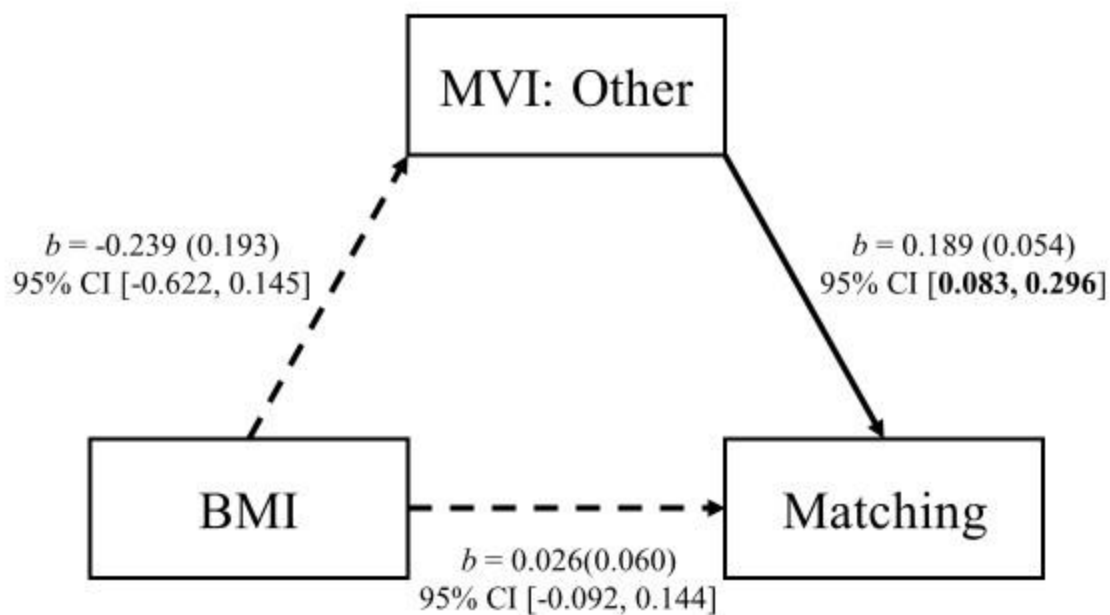 MVI: Other
b = -0.239 (0.193)
95% CI [-0.622, 0.145]
b = 0.189 (0.054)
95% CI [0.083, 0.296]
BMI
Matching
b = 0.026(0.060)
95% CI [-0.092, 0.144]